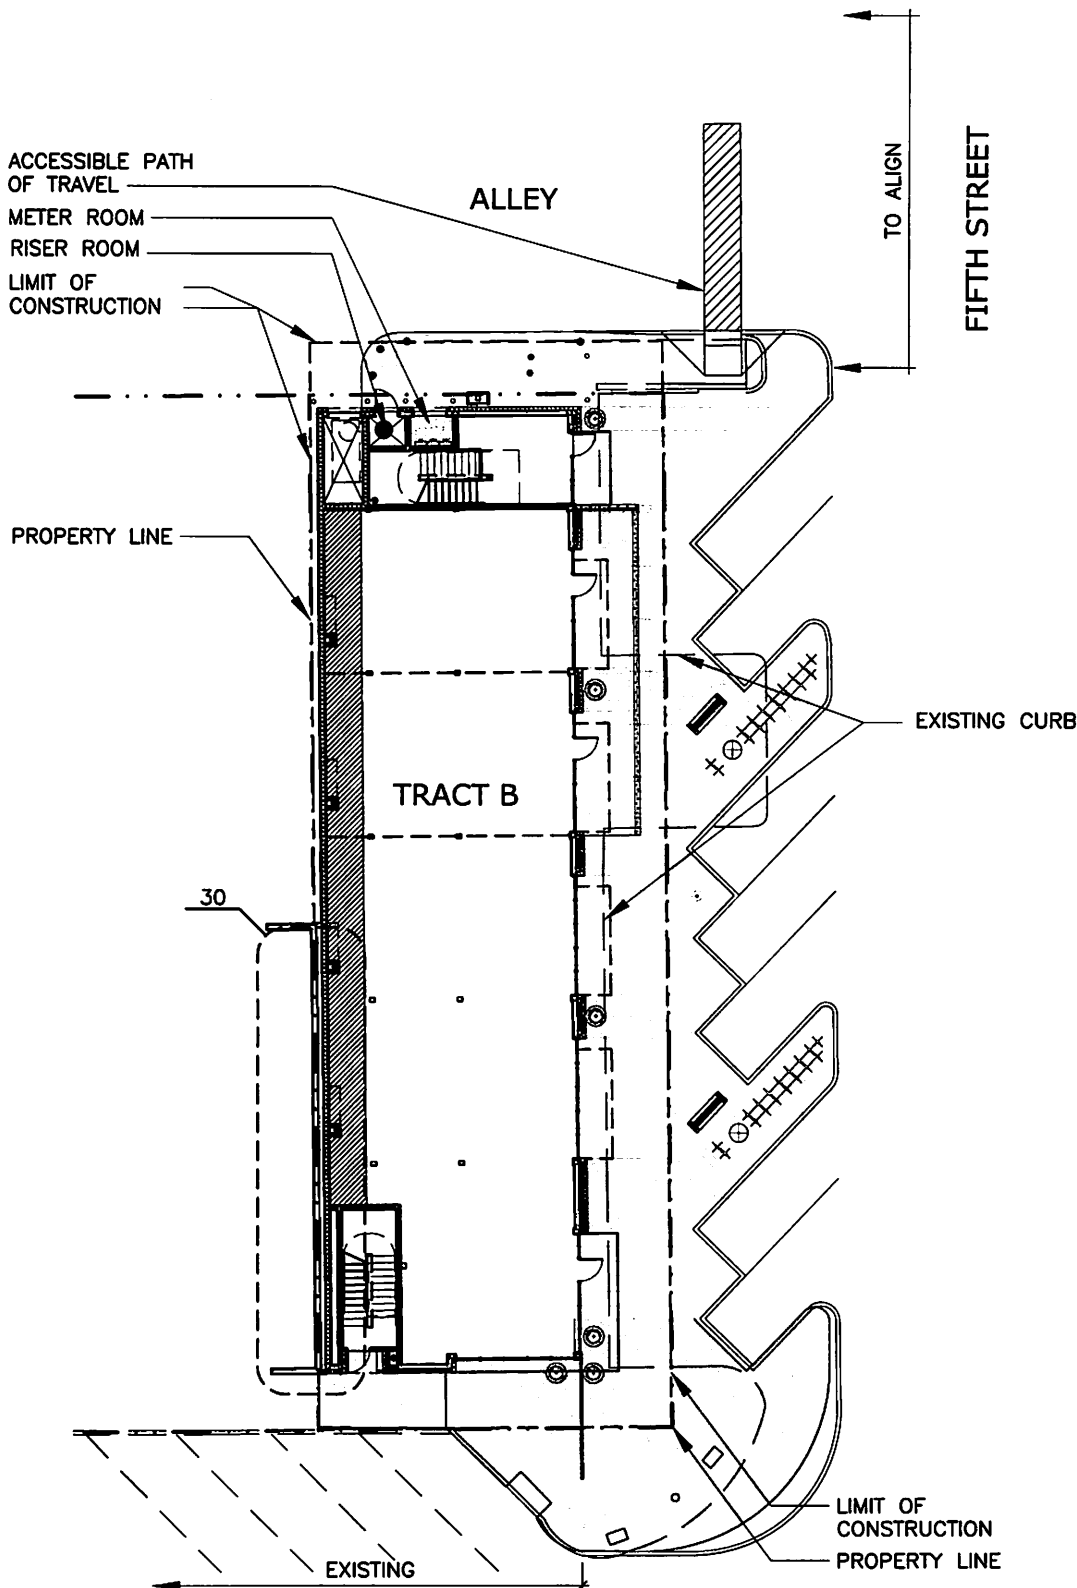 ACCESSIBLE PATH
OF TRAVEL
METER ROOM
RISER ROOM
LIMIT OF
CONSTRUCTION
ALLEY
TO ALIGN
FIFTH STREET
PROPERTY LINE
EXISTING CURB
TRACT B
30
LIMIT OF
CONSTRUCTION
PROPERTY LINE
EXISTING